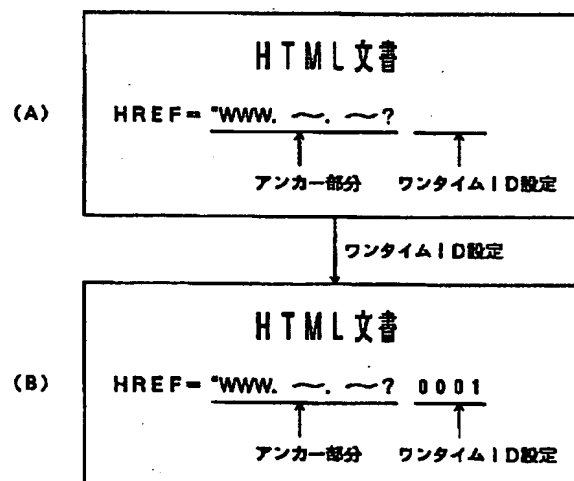 HTML文書
(A) HREF="WWW. 〜. 〜?
アンカー部分 ワンタイムID設定
ワンタイムID設定
HTML文書
(B) HREF="WWW. 〜. 〜? 0001
アンカー部分 ワンタイムID設定